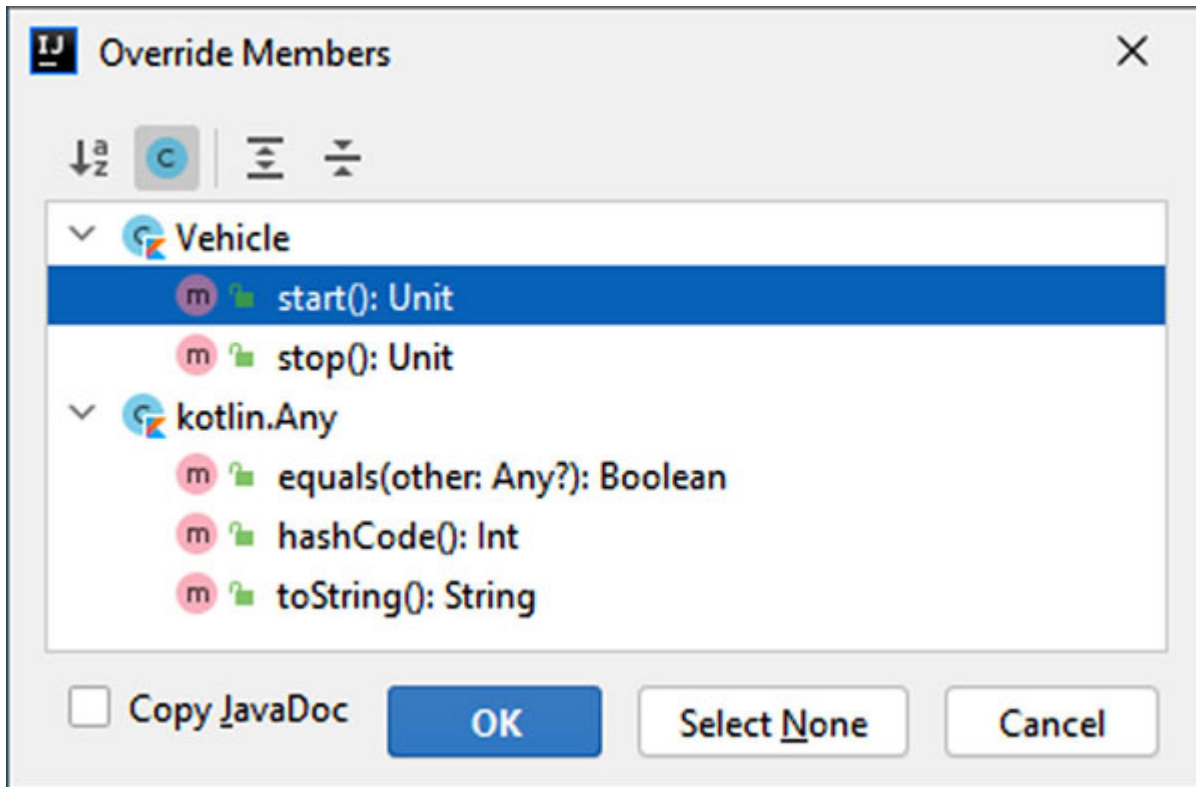 IJ Override Members
a
z
C
C Vehicle
m start(): Unit
m stop(): Unit
C kotlin.Any
m equals(other: Any?): Boolean
m hashCode(): Int
m toString(): String
Copy JavaDoc OK Select None Cancel